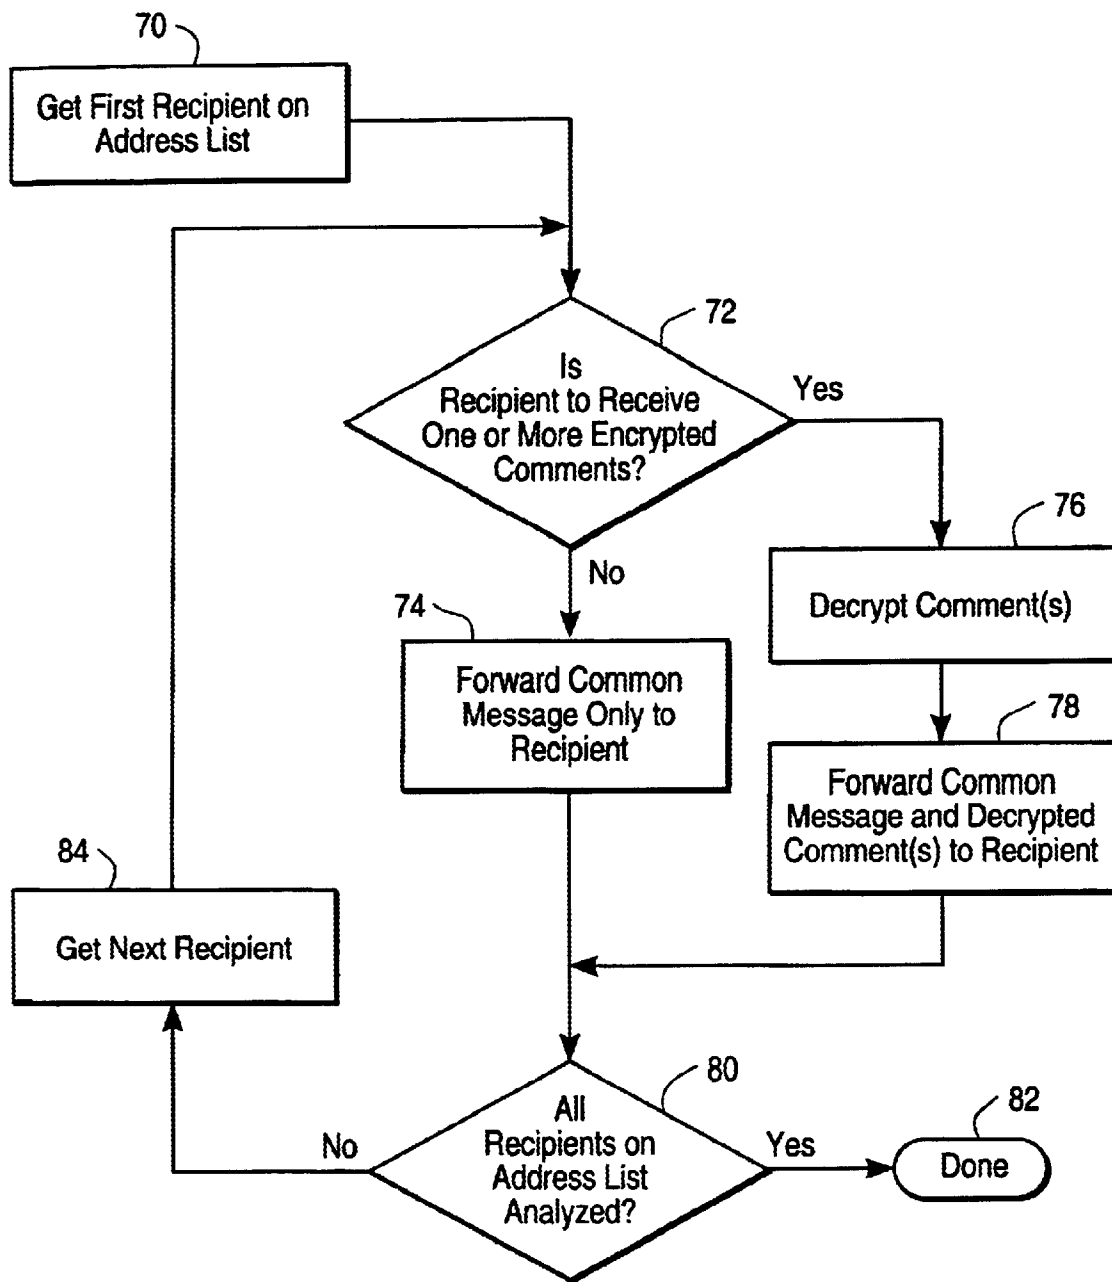 70
Get First Recipient on
Address List
72
Is
Recipient to Receive
One or More Encrypted
Comments?
Yes
No
76
Decrypt Comment(s)
74
Forward Common
Message Only to
Recipient
78
Forward Common
Message and Decrypted
Comment(s) to Recipient
84
Get Next Recipient
80
All
Recipients on
Address List
Analyzed?
No
Yes
82
Done